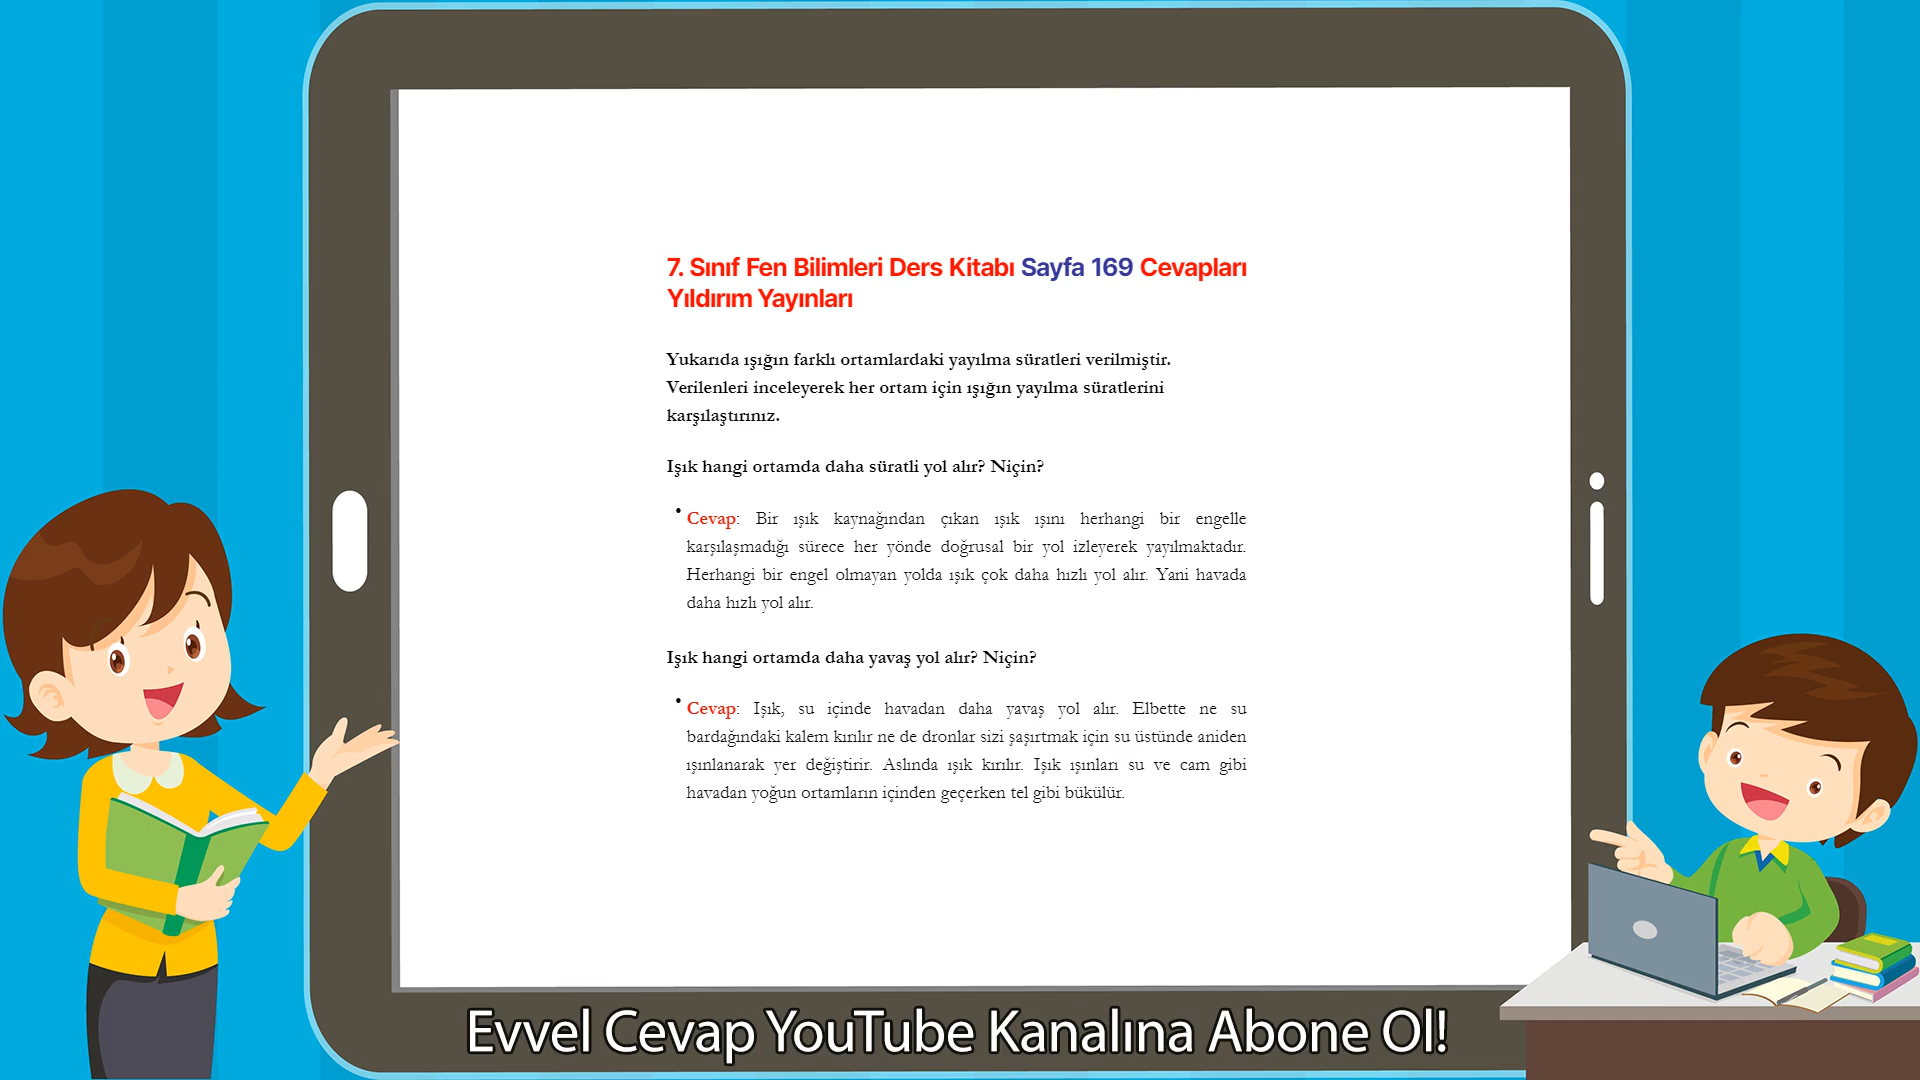 7. Sınıf Fen Bilimleri Ders Kitabı Sayfa 169 Cevapları
Yıldırım Yayınları
Yukarıda ışığın farklı ortamlardaki yayılma süratleri verilmiştir.
Verilenleri inceleyerek her ortam için ışığın yayılma süratlerini
karşılaştırınız.
Işık hangi ortamda daha süratli yol alır? Niçin?
• Cevap: Bir ışık kaynağından çıkan ışık ışını herhangi bir engelle
karşılaşmadığı sürece her yönde doğrusal bir yol izleyerek yayılmaktadır.
Herhangi bir engel olmayan yolda ışık çok daha hızlı yol alır. Yani havada
daha hızlı yol alır.
Işık hangi ortamda daha yavaş yol alır? Niçin?
• Cevap: Işık, su içinde havadan daha yavaş yol alır. Elbette ne su
bardağındaki kalem kırılır ne de dronlar sizi şaşırtmak için su üstünde aniden
ışınlanarak yer değiştirir. Aslında ışık kırılır. Işık ışınları su ve cam gibi
havadan yoğun ortamların içinden geçerken tel gibi bükülür.
Evvel Cevap YouTube Kanalına Abone Ol!